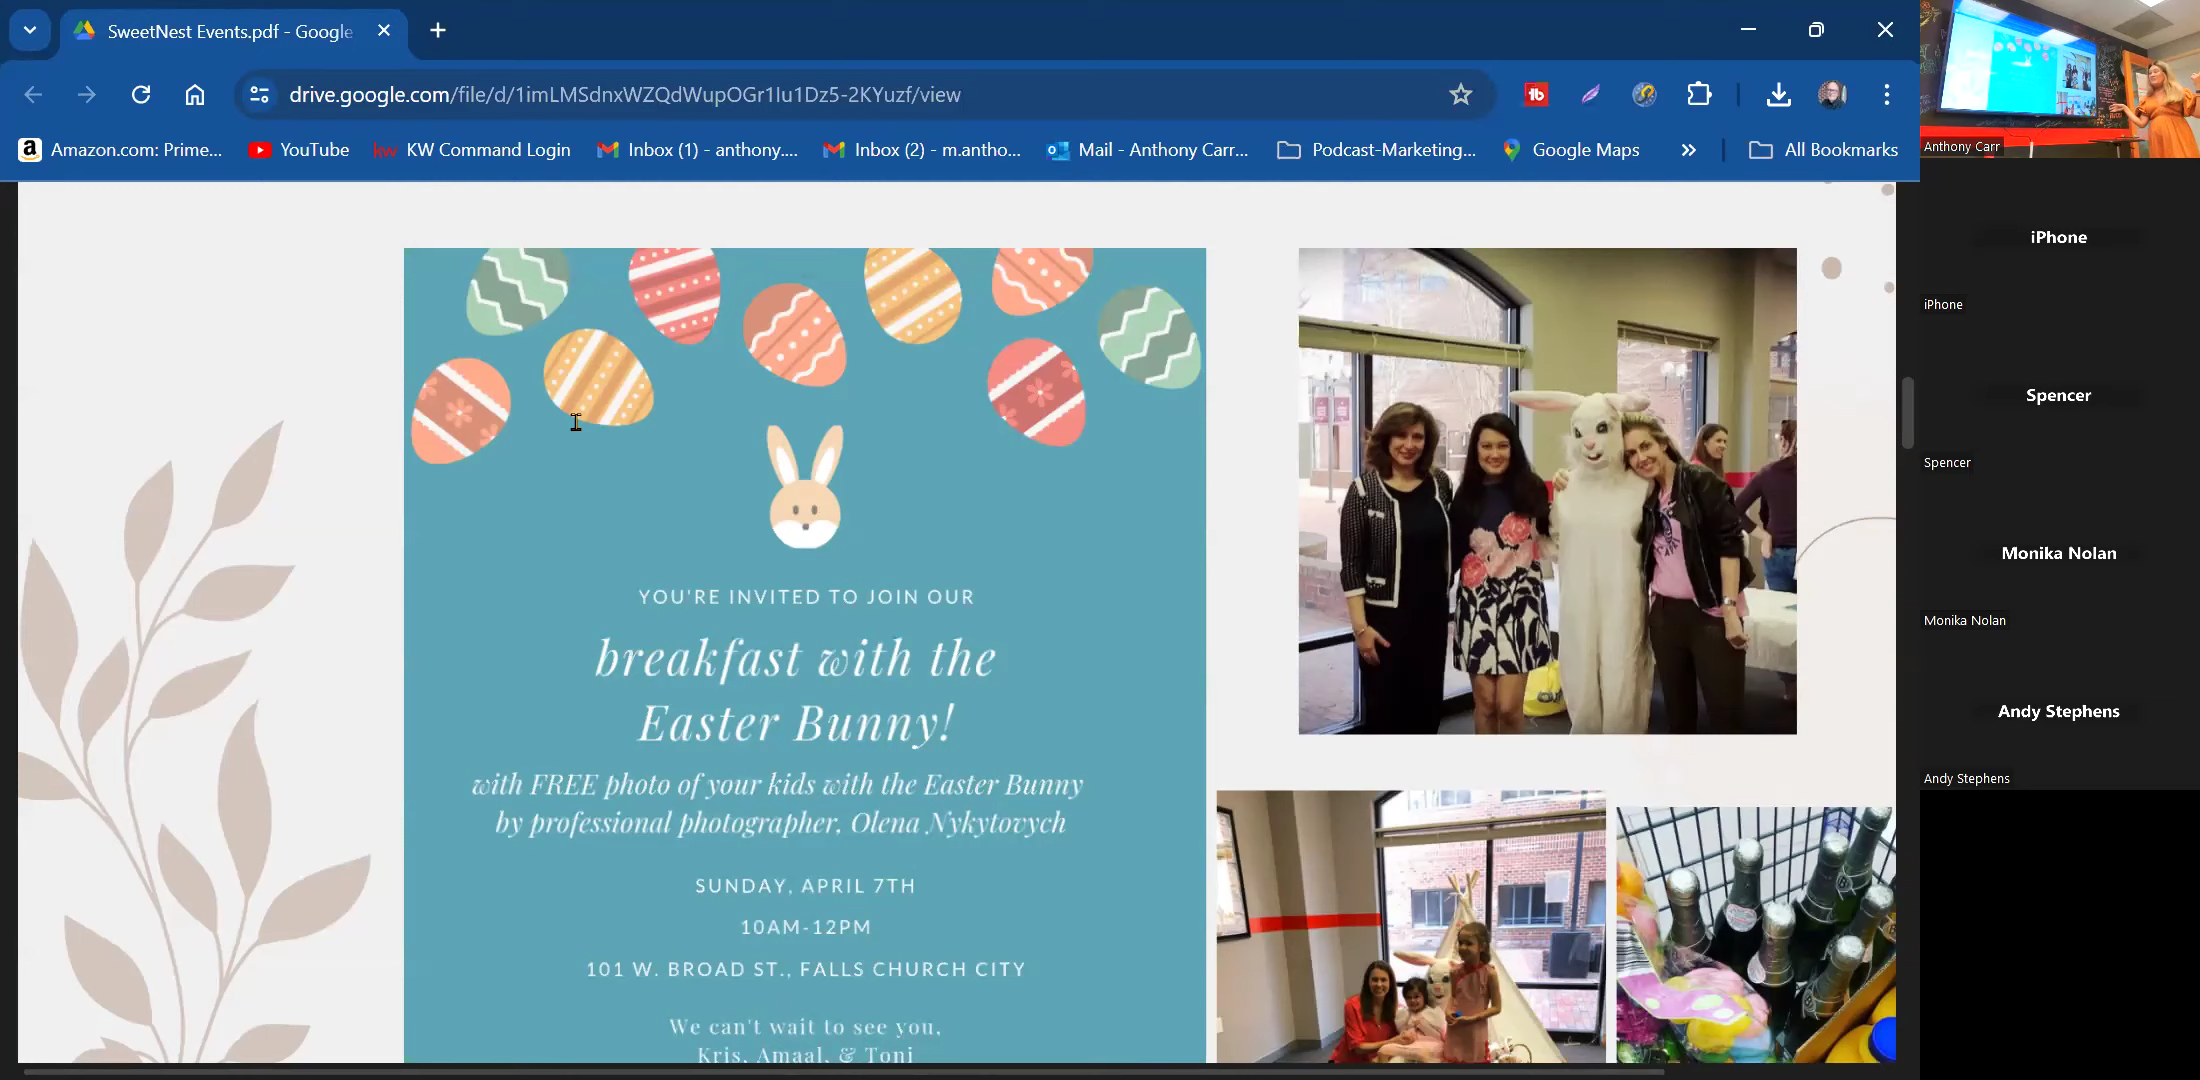 SweetNest Events.pdf - Google
drive.google.com/file/d/1imLMSdnxWZQdWupOGr1Iu1Dz5-2KYuzf/view
Amazon.com: Prime...
YouTube
kw KW Command Login
Inbox (1) - anthony....
Inbox (2) - m.antho...
Mail - Anthony Carr...
Podcast-Marketing...
Google Maps
All Bookmarks
YOU'RE INVITED TO JOIN OUR
breakfast with the
Easter Bunny!
with FREE photo of your kids with the Easter Bunny
by professional photographer, Olena Nykytovych
SUNDAY, APRIL 7TH
10AM-12PM
101 W. BROAD ST., FALLS CHURCH CITY
We can't wait to see you,
Kris, Amaal, & Toni
Anthony Carr
iPhone
iPhone
Spencer
Spencer
Monika Nolan
Monika Nolan
Andy Stephens
Andy Stephens